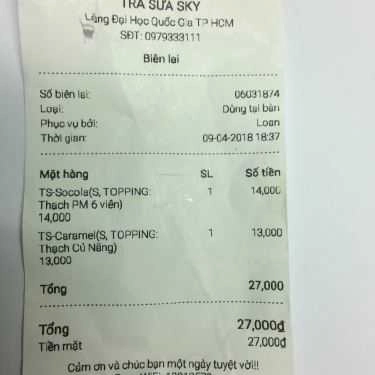 TRÀ SỮA SKY
Làng Đại Học Quốc Gia TP HCM
SĐT: 0979333111
Biên lai
Số biên lai: 06031874
Loại: Dùng tại bàn
Phục vụ bởi: Loan
Thời gian: 09-04-2018 18:37
Mặt hàng SL Số tiền
TS-Socola(S, TOPPING: 1 14,000
Thạch PM 6 viên)
14,000
TS-Caramel(S, TOPPING: 1 13,000
Thạch Củ Năng)
13,000
Tổng 27,000
Tổng 27,000đ
Tiền mặt 27,000đ
Cảm ơn và chúc bạn một ngày tuyệt vời!!!